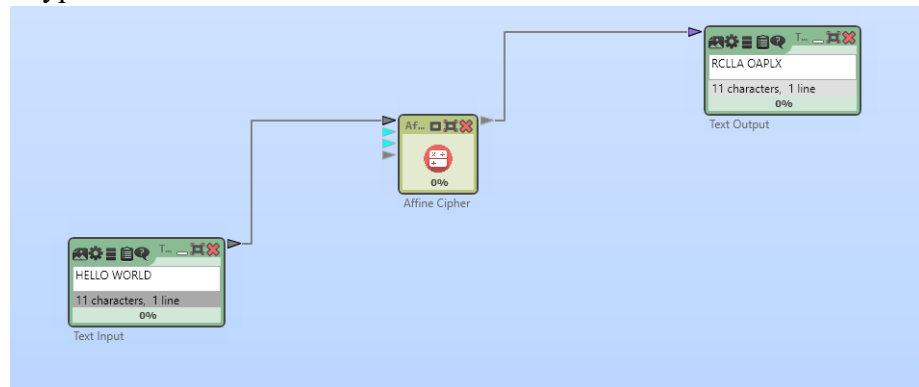 T...
RCLLA OAPLX
11 characters, 1 line
0%
Text Output
Af...
0%
Affine Cipher
T...
HELLO WORLD
11 characters, 1 line
0%
Text Input